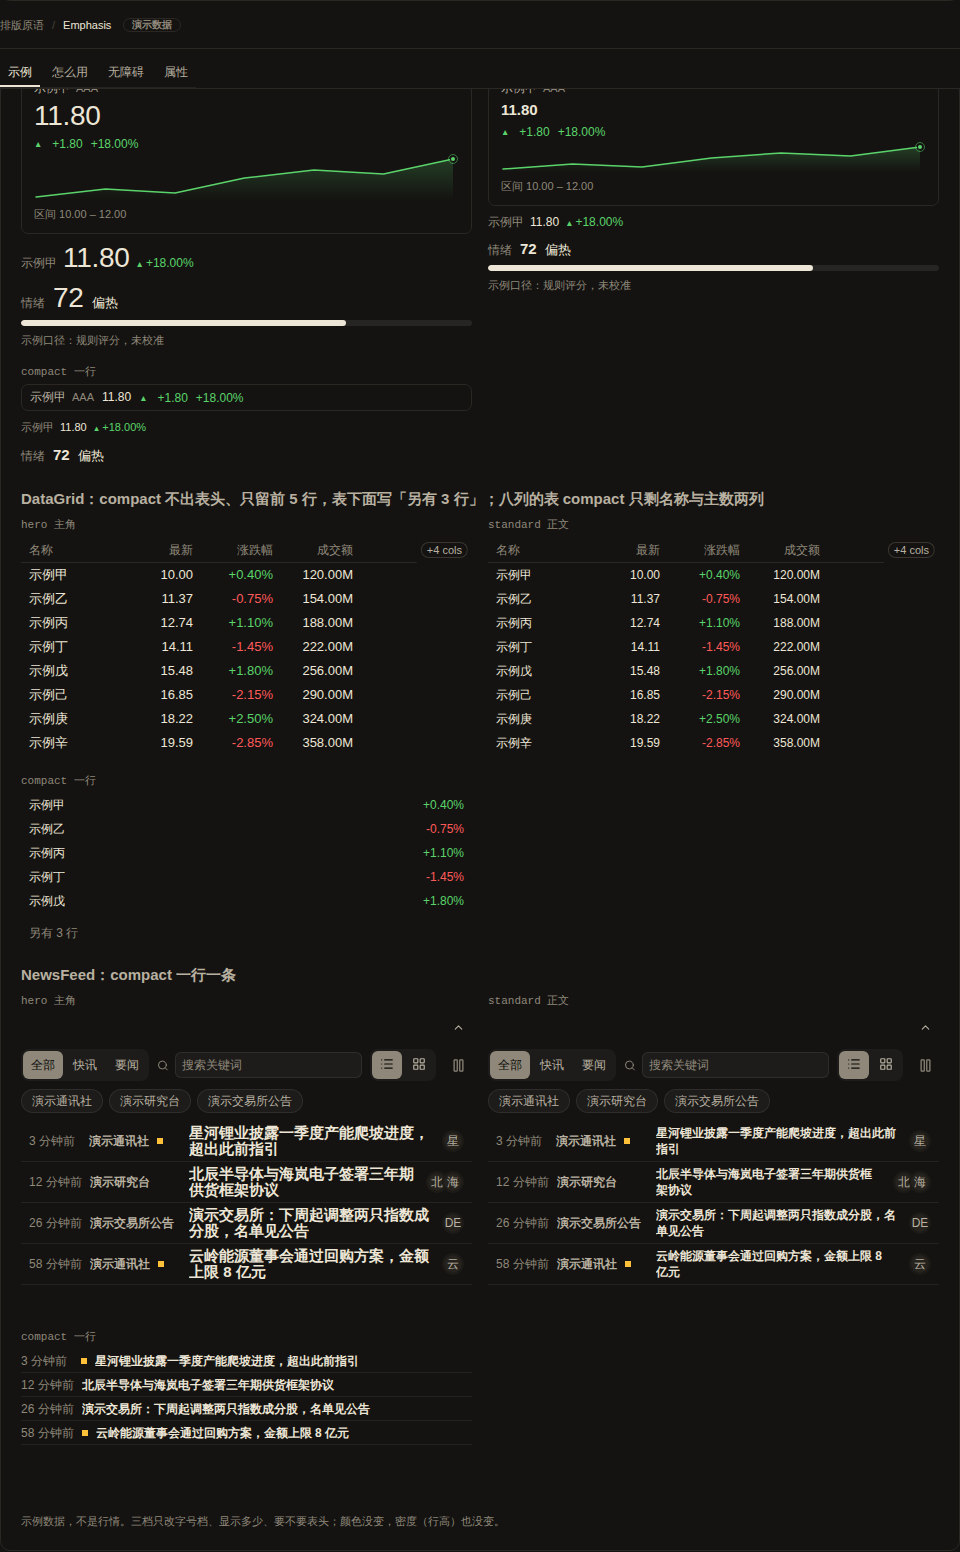 排版原语 / Emphasis 演示数据
示例 怎么用 无障碍 属性
示例甲 AAA
11.80
▲ +1.80 +18.00%
区间 10.00 – 12.00
示例甲 11.80 ▲ +18.00%
情绪 72 偏热
示例口径：规则评分，未校准
示例甲 AAA
11.80
▲ +1.80 +18.00%
区间 10.00 – 12.00
示例甲 11.80 ▲ +18.00%
情绪 72 偏热
示例口径：规则评分，未校准
compact 一行
示例甲 AAA 11.80 ▲ +1.80 +18.00%
示例甲 11.80 ▲ +18.00%
情绪 72 偏热
DataGrid：compact 不出表头、只留前 5 行，表下面写「另有 3 行」；八列的表 compact 只剩名称与主数两列
hero 主角
名称 最新 涨跌幅 成交额 +4 cols
示例甲 10.00 +0.40% 120.00M
示例乙 11.37 -0.75% 154.00M
示例丙 12.74 +1.10% 188.00M
示例丁 14.11 -1.45% 222.00M
示例戊 15.48 +1.80% 256.00M
示例己 16.85 -2.15% 290.00M
示例庚 18.22 +2.50% 324.00M
示例辛 19.59 -2.85% 358.00M
standard 正文
名称 最新 涨跌幅 成交额 +4 cols
示例甲 10.00 +0.40% 120.00M
示例乙 11.37 -0.75% 154.00M
示例丙 12.74 +1.10% 188.00M
示例丁 14.11 -1.45% 222.00M
示例戊 15.48 +1.80% 256.00M
示例己 16.85 -2.15% 290.00M
示例庚 18.22 +2.50% 324.00M
示例辛 19.59 -2.85% 358.00M
compact 一行
示例甲 +0.40%
示例乙 -0.75%
示例丙 +1.10%
示例丁 -1.45%
示例戊 +1.80%
另有 3 行
NewsFeed：compact 一行一条
hero 主角
全部 快讯 要闻 搜索关键词
演示通讯社 演示研究台 演示交易所公告
3 分钟前 演示通讯社 星河锂业披露一季度产能爬坡进度， 星
超出此前指引
12 分钟前 演示研究台 北辰半导体与海岚电子签署三年期 北 海
供货框架协议
26 分钟前 演示交易所公告 演示交易所：下周起调整两只指数成 DE
分股，名单见公告
58 分钟前 演示通讯社 云岭能源董事会通过回购方案，金额 云
上限 8 亿元
standard 正文
全部 快讯 要闻 搜索关键词
演示通讯社 演示研究台 演示交易所公告
3 分钟前 演示通讯社 星河锂业披露一季度产能爬坡进度，超出此前 星
指引
12 分钟前 演示研究台 北辰半导体与海岚电子签署三年期供货框 北 海
架协议
26 分钟前 演示交易所公告 演示交易所：下周起调整两只指数成分股，名 DE
单见公告
58 分钟前 演示通讯社 云岭能源董事会通过回购方案，金额上限 8 云
亿元
compact 一行
3 分钟前 星河锂业披露一季度产能爬坡进度，超出此前指引
12 分钟前 北辰半导体与海岚电子签署三年期供货框架协议
26 分钟前 演示交易所：下周起调整两只指数成分股，名单见公告
58 分钟前 云岭能源董事会通过回购方案，金额上限 8 亿元
示例数据，不是行情。三档只改字号档、显示多少、要不要表头；颜色没变，密度（行高）也没变。